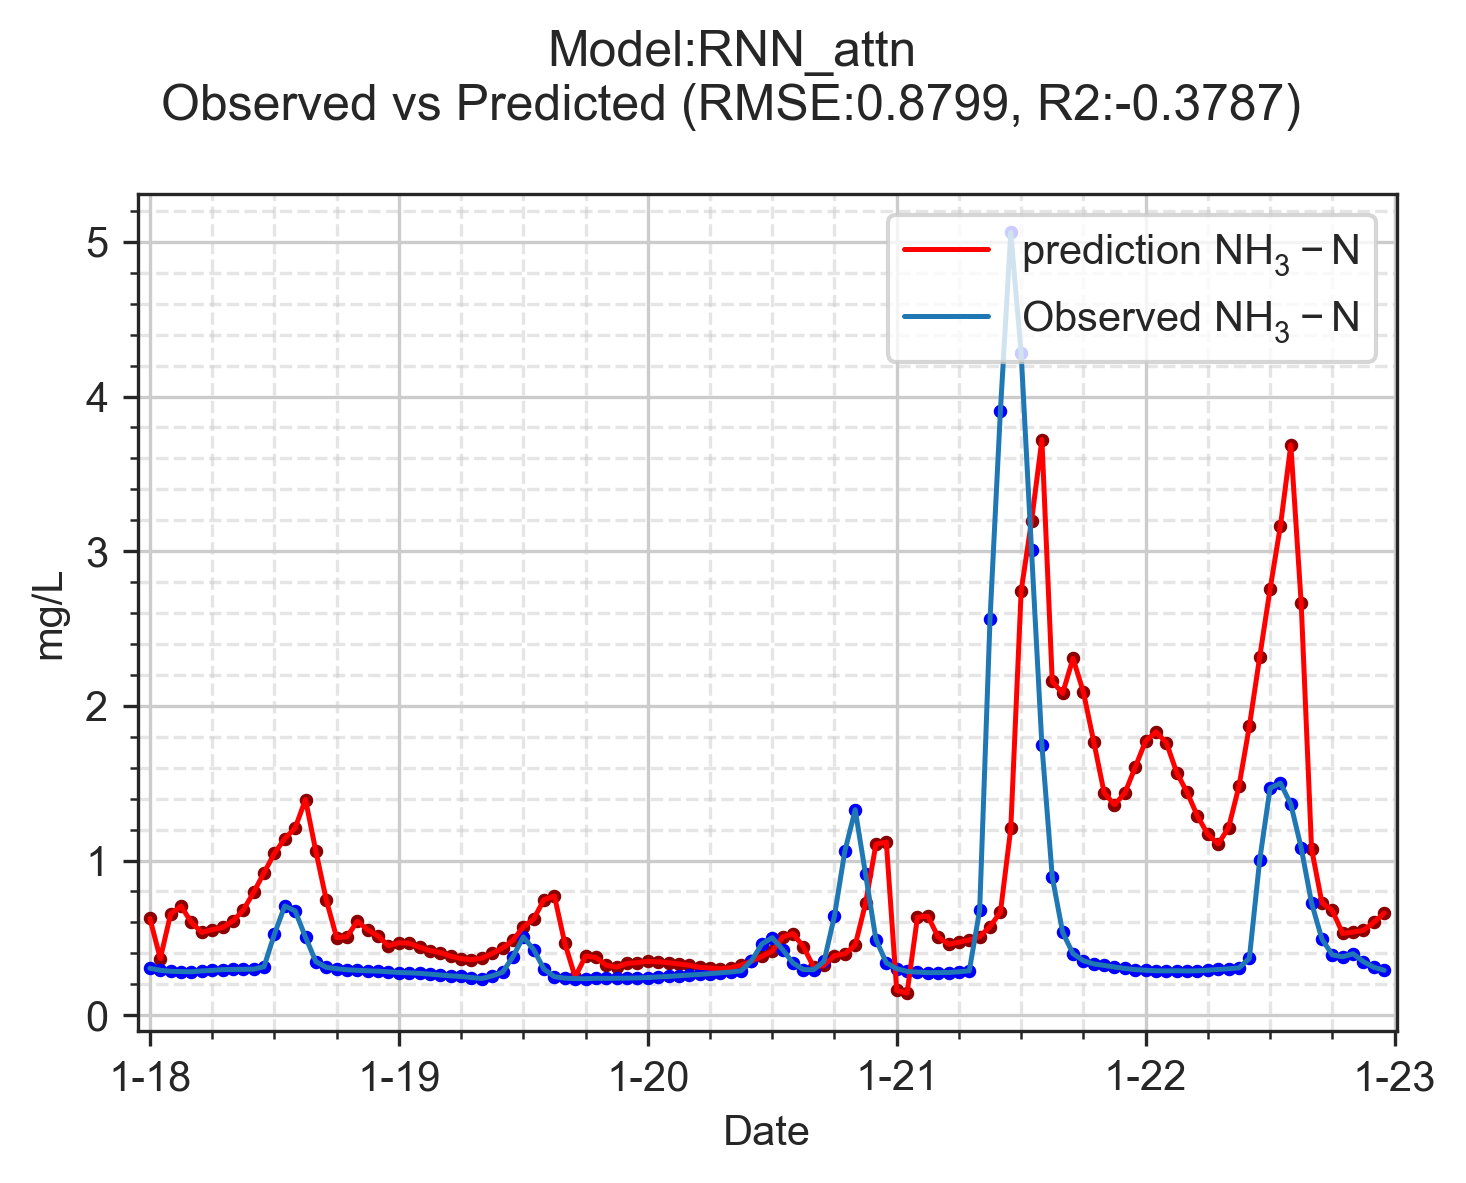 Model:RNN_attn
Observed vs Predicted (RMSE:0.8799, R2:-0.3787)
prediction NH₃ − N
Observed NH₃ − N
5
4
3
2
1
0
mg/L
1-18 1-19 1-20 1-21 1-22 1-23
Date